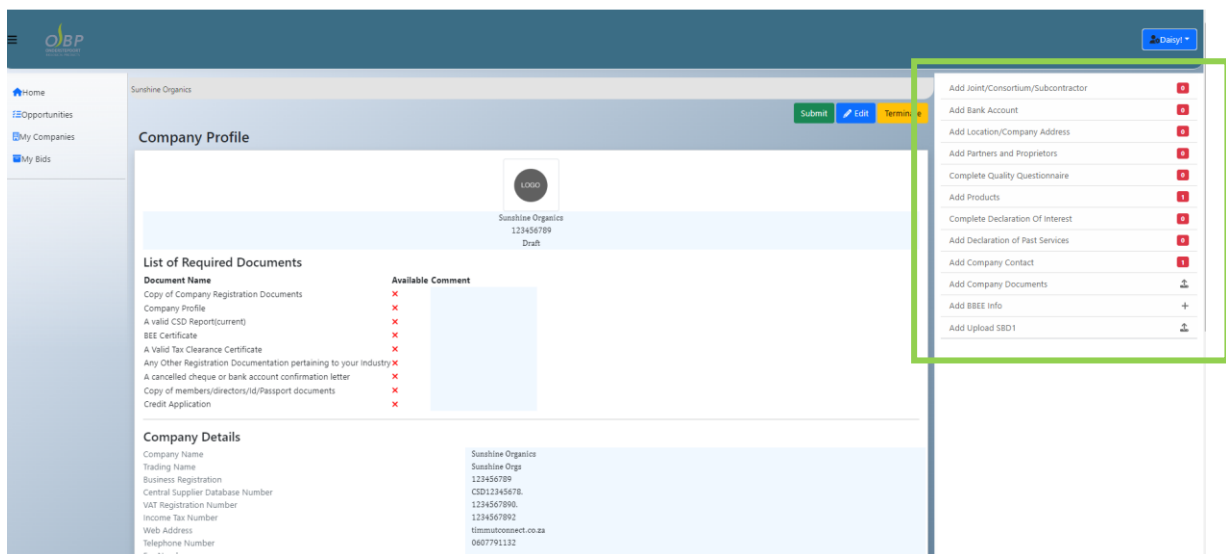 OBP
Daisy!
Home
Opportunities
My Companies
My Bids
Sunshine Organics
Submit Edit Terminate
Company Profile
LOGO
Sunshine Organics
123456789
Draft
List of Required Documents
Document Name Available Comment
Copy of Company Registration Documents
Company Profile
A valid CSD Report(current)
BEE Certificate
A Valid Tax Clearance Certificate
Any Other Registration Documentation pertaining to your Industry
A cancelled cheque or bank account confirmation letter
Copy of members/directors/Id/Passport documents
Credit Application
Company Details
Company Name Sunshine Organics
Trading Name Sunshine Orgs
Business Registration 123456789
Central Supplier Database Number CSD12345678.
VAT Registration Number 1234567890.
Income Tax Number 1234567892
Web Address timmutconnect.co.za
Telephone Number 0607791132
Add Joint/Consortium/Subcontractor 0
Add Bank Account 0
Add Location/Company Address 0
Add Partners and Proprietors 0
Complete Quality Questionnaire 0
Add Products 1
Complete Declaration Of Interest 0
Add Declaration of Past Services 0
Add Company Contact 1
Add Company Documents
Add BBEE Info +
Add Upload SBD1